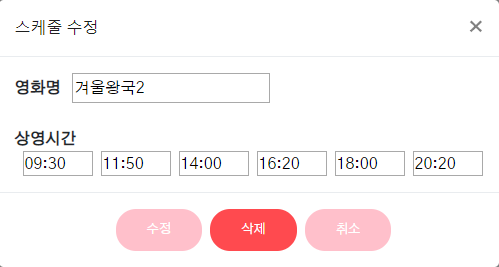 스케줄 수정 ×
영화명 겨울왕국2
상영시간
09:30 11:50 14:00 16:20 18:00 20:20
수정 삭제 취소